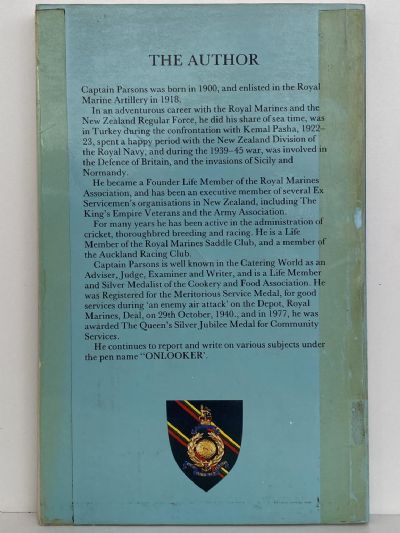 THE AUTHOR
Captain Parsons was born in 1900, and enlisted in the Royal
Marine Artillery in 1918.
In an adventurous career with the Royal Marines and the
New Zealand Regular Force, he did his share of sea time, was
in Turkey during the confrontation with Kemal Pasha, 1922–
23, spent a happy period with the New Zealand Division of
the Royal Navy, and during the 1939–45 war, was involved in
the Defence of Britain, and the invasions of Sicily and
Normandy.
He became a Founder Life Member of the Royal Marines
Association, and has been an executive member of several Ex
Servicemen's organisations in New Zealand, including The
King's Empire Veterans and the Army Association.
For many years he has been active in the administration of
cricket, thoroughbred breeding and racing. He is a Life
Member of the Royal Marines Saddle Club, and a member of
the Auckland Racing Club.
Captain Parsons is well known in the Catering World as an
Adviser, Judge, Examiner and Writer, and is a Life Member
and Silver Medalist of the Cookery and Food Association. He
was Registered for the Meritorious Service Medal, for good
services during 'an enemy air attack' on the Depot, Royal
Marines, Deal, on 29th October, 1940., and in 1977, he was
awarded The Queen's Silver Jubilee Medal for Community
Services.
He continues to report and write on various subjects under
the pen name "ONLOOKER'.